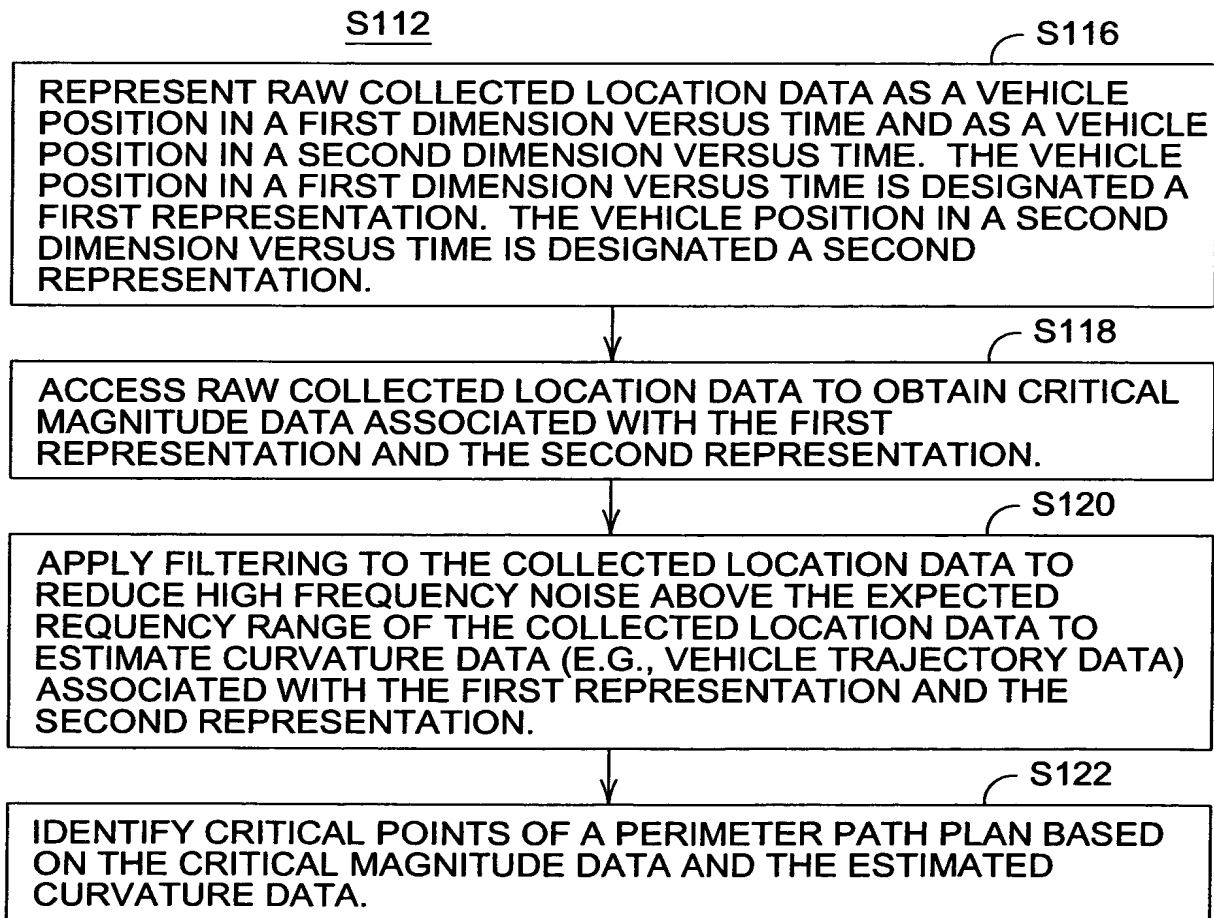 S112
S116
REPRESENT RAW COLLECTED LOCATION DATA AS A VEHICLE
POSITION IN A FIRST DIMENSION VERSUS TIME AND AS A VEHICLE
POSITION IN A SECOND DIMENSION VERSUS TIME. THE VEHICLE
POSITION IN A FIRST DIMENSION VERSUS TIME IS DESIGNATED A
FIRST REPRESENTATION. THE VEHICLE POSITION IN A SECOND
DIMENSION VERSUS TIME IS DESIGNATED A SECOND
REPRESENTATION.
S118
ACCESS RAW COLLECTED LOCATION DATA TO OBTAIN CRITICAL
MAGNITUDE DATA ASSOCIATED WITH THE FIRST
REPRESENTATION AND THE SECOND REPRESENTATION.
S120
APPLY FILTERING TO THE COLLECTED LOCATION DATA TO
REDUCE HIGH FREQUENCY NOISE ABOVE THE EXPECTED
REQUENCY RANGE OF THE COLLECTED LOCATION DATA TO
ESTIMATE CURVATURE DATA (E.G., VEHICLE TRAJECTORY DATA)
ASSOCIATED WITH THE FIRST REPRESENTATION AND THE
SECOND REPRESENTATION.
S122
IDENTIFY CRITICAL POINTS OF A PERIMETER PATH PLAN BASED
ON THE CRITICAL MAGNITUDE DATA AND THE ESTIMATED
CURVATURE DATA.